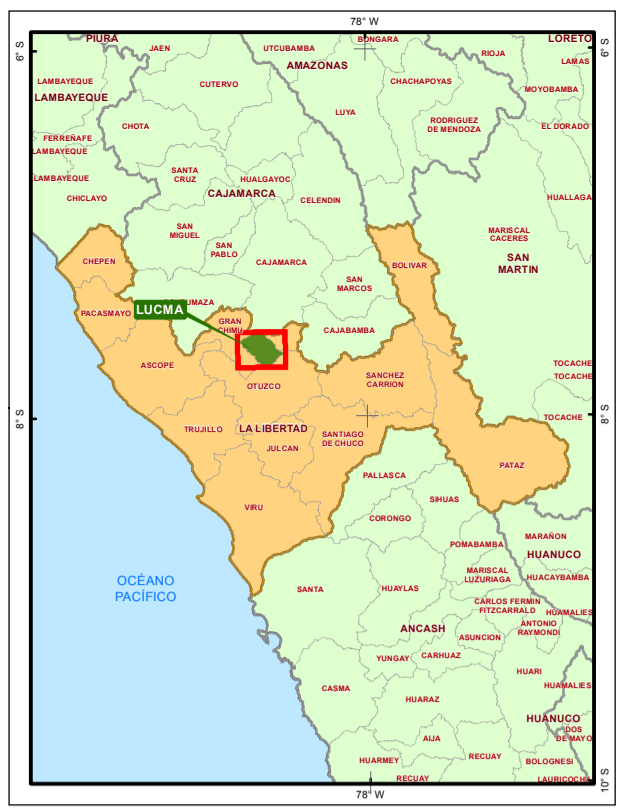 78° W
PIURA
BONGARA
LORETO
6° S
6° S
JAEN
UTCUBAMBA
RIOJA
LAMAS
AMAZONAS
LAMBAYEQUE
CUTERVO
CHACHAPOYAS
MOYOBAMBA
LAMBAYEQUE
LUYA
CHOTA
RODRIGUEZ
DE MENDOZA
EL DORADO
FERREÑAFE
LAMBAYEQUE
LAMBAYEQUE
SANTA
CRUZ
HUALGAYOC
CAJAMARCA
CHICLAYO
CELENDIN
HUALLAGA
SAN
MIGUEL
SAN
PABLO
MARISCAL
CACERES
SAN
MARTIN
CHEPEN
CAJAMARCA
BOLIVAR
SAN
MARCOS
UMAZA
LUCMA
PACASMAYO
GRAN
CHIMU
CAJABAMBA
ASCOPE
TOCACHE
TOCACHE
SANCHEZ
CARRION
OTUZCO
8° S
8° S
TOCACHE
TRUJILLO
LA LIBERTAD
SANTIAGO
DE CHUCO
JULCAN
PATAZ
PALLASCA
SIHUAS
VIRU
CORONGO
MARAÑON
POMABAMBA
HUANUCO
OCÉANO
PACÍFICO
MARISCAL
LUZURIAGA
HUACAYBAMBA
SANTA
HUAYLAS
CARLOS FERMIN
FITZCARRALD
HUAMALIES
ANCASH
ANTONIO
RAYMONDI
ASUNCION
YUNGAY
CARHUAZ
HUARI
CASMA
HUAMALIES
HUARAZ
HUANUCO
DOS
DE MAYO
AIJA
HUARMEY
RECUAY
BOLOGNESI
RECUAY
LAURICOCHA
10° S
78° W